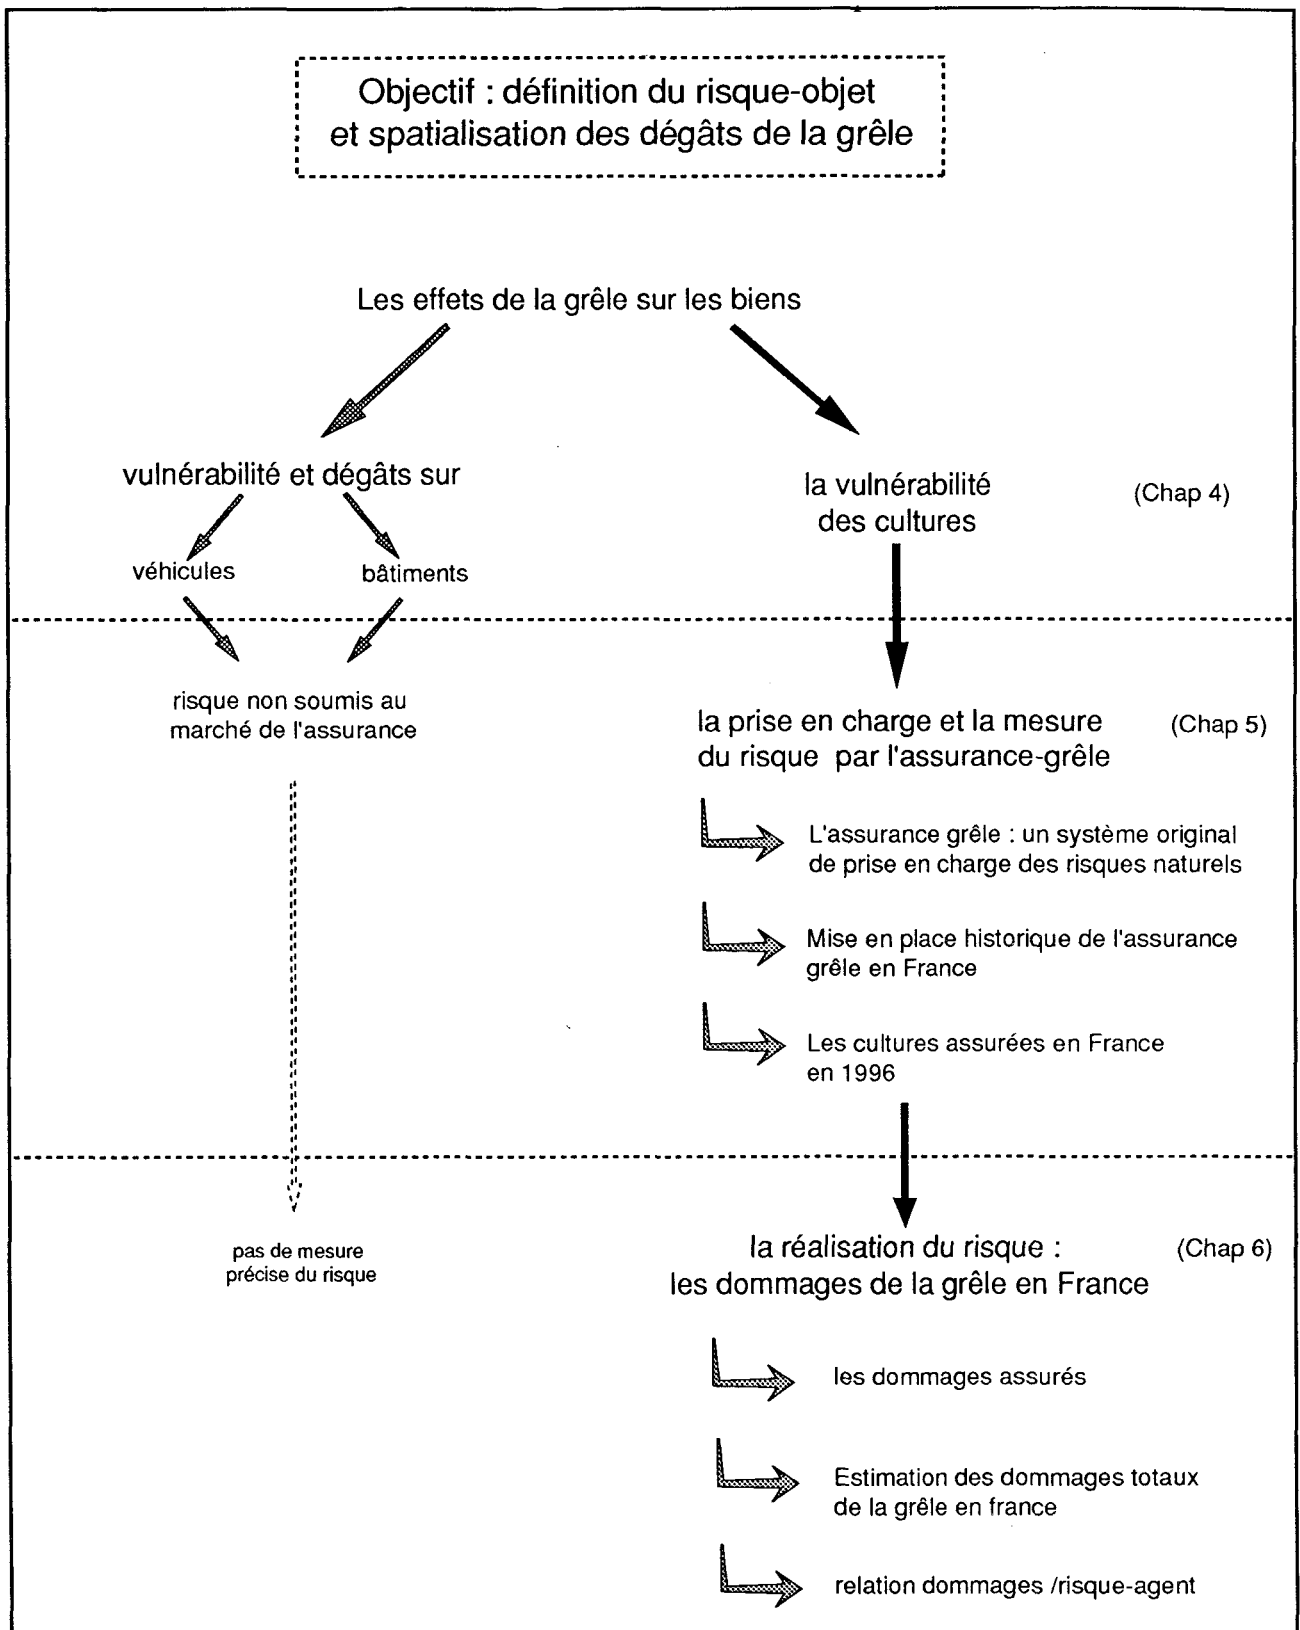 Objectif : définition du risque-objet
et spatialisation des dégâts de la grêle
Les effets de la grêle sur les biens
vulnérabilité et dégâts sur
la vulnérabilité
des cultures
(Chap 4)
véhicules
bâtiments
risque non soumis au
marché de l'assurance
la prise en charge et la mesure
du risque par l'assurance-grêle
(Chap 5)
L'assurance grêle : un système original
de prise en charge des risques naturels
Mise en place historique de l'assurance
grêle en France
Les cultures assurées en France
en 1996
pas de mesure
précise du risque
la réalisation du risque :
les dommages de la grêle en France
(Chap 6)
les dommages assurés
Estimation des dommages totaux
de la grêle en france
relation dommages /risque-agent